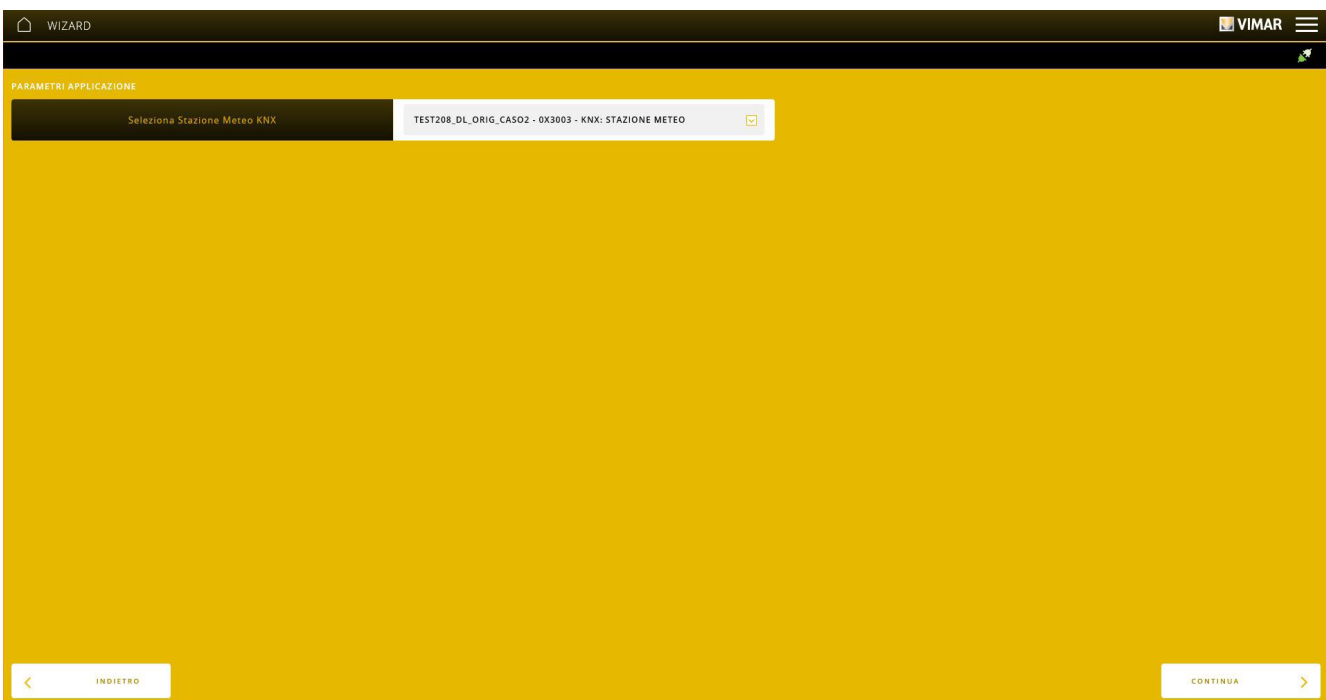 WIZARD
VIMAR
PARAMETRI APPLICAZIONE
Seleziona Stazione Meteo KNX
TEST208_DL_ORIG_CASO2 - 0X3003 - KNX: STAZIONE METEO
INDIETRO
CONTINUA